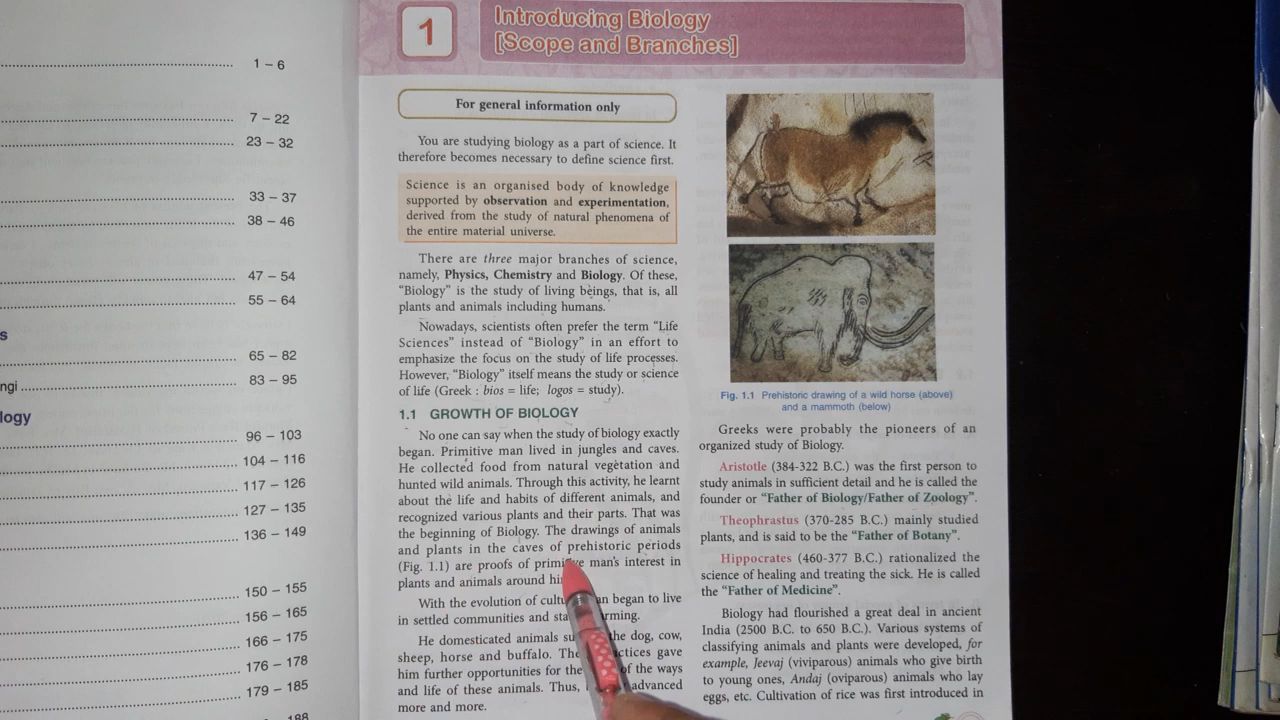 1 – 6
7 – 22
23 – 32
33 – 37
38 – 46
47 – 54
55 – 64
s
65 – 82
ngi
83 – 95
logy
96 – 103
104 – 116
117 – 126
127 – 135
136 – 149
150 – 155
156 – 165
166 – 175
176 – 178
179 – 185
188
1
Introducing Biology
[Scope and Branches]
For general information only
You are studying biology as a part of science. It
therefore becomes necessary to define science first.
Science is an organised body of knowledge
supported by observation and experimentation,
derived from the study of natural phenomena of
the entire material universe.
There are three major branches of science,
namely, Physics, Chemistry and Biology. Of these,
“Biology” is the study of living beings, that is, all
plants and animals including humans.
Nowadays, scientists often prefer the term “Life
Sciences” instead of “Biology” in an effort to
emphasize the focus on the study of life processes.
However, “Biology” itself means the study or science
of life (Greek : bios = life; logos = study).
1.1 GROWTH OF BIOLOGY
No one can say when the study of biology exactly
began. Primitive man lived in jungles and caves.
He collected food from natural vegetation and
hunted wild animals. Through this activity, he learnt
about the life and habits of different animals, and
recognized various plants and their parts. That was
the beginning of Biology. The drawings of animals
and plants in the caves of prehistoric periods
(Fig. 1.1) are proofs of primitive man’s interest in
plants and animals around
With the evolution of began to live
in settled communities and
He domesticated animals the dog, cow,
sheep, horse and buffalo. gave
him further opportunities for the of the ways
and life of these animals. Thus, advanced
more and more.
Fig. 1.1 Prehistoric drawing of a wild horse (above)
and a mammoth (below)
Greeks were probably the pioneers of an
organized study of Biology.
Aristotle (384-322 B.C.) was the first person to
study animals in sufficient detail and he is called the
founder or “Father of Biology/Father of Zoology”.
Theophrastus (370-285 B.C.) mainly studied
plants, and is said to be the “Father of Botany”.
Hippocrates (460-377 B.C.) rationalized the
science of healing and treating the sick. He is called
the “Father of Medicine”.
Biology had flourished a great deal in ancient
India (2500 B.C. to 650 B.C.). Various systems of
classifying animals and plants were developed, for
example, Jeevaj (viviparous) animals who give birth
to young ones, Andaj (oviparous) animals who lay
eggs, etc. Cultivation of rice was first introduced in